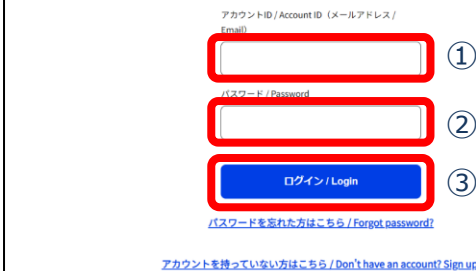 アカウントID / Account ID（メールアドレス /
Email）
①
パスワード / Password
②
ログイン / Login
③
パスワードを忘れた方はこちら / Forgot password?
アカウントを持っていない方はこちら / Don't have an account? Sign up